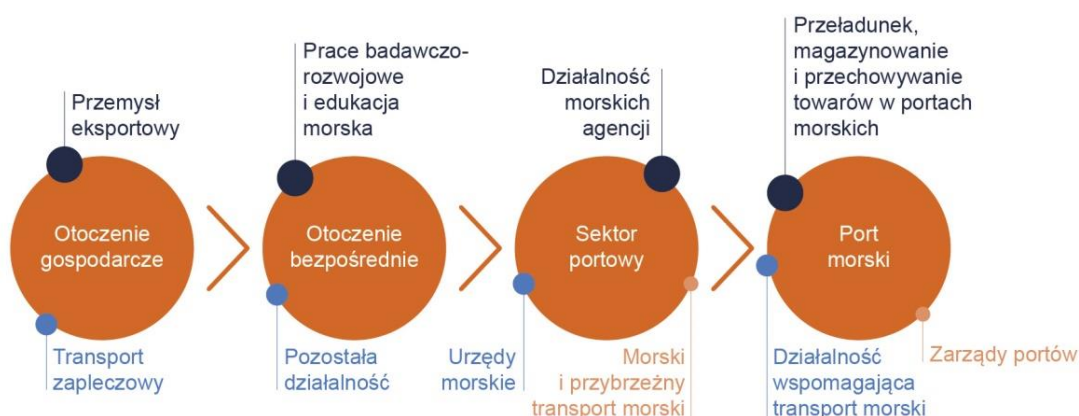 Przemysł
eksportowy
Otoczenie
gospodarcze
Transport
zapleczowy
Prace badawczo-
rozwojowe
i edukacja
morska
Otoczenie
bezpośrednie
Pozostała
działalność
Działalność
morskich
agencji
Sektor
portowy
Urzędy
morskie
Morski
i przybrzeżny
transport morski
Przeładunek,
magazynowanie
i przechowywanie
towarów w portach
morskich
Port
morski
Działalność
wspomagająca
transport morski
Zarządy portów